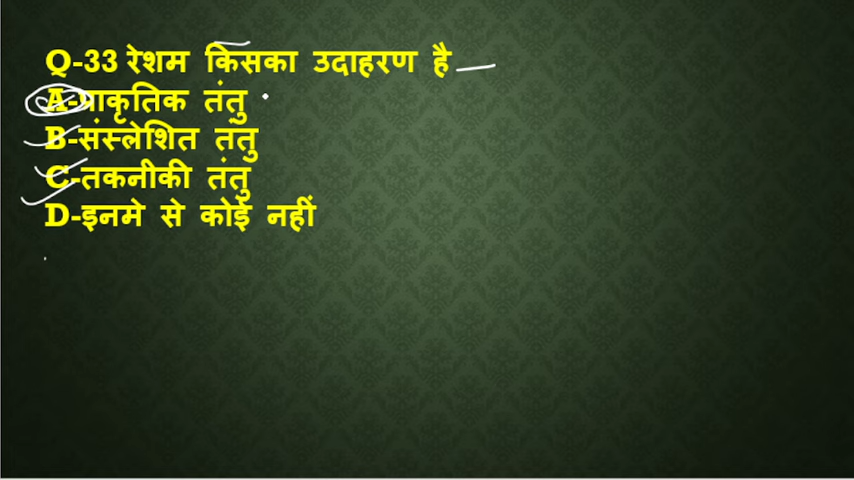 Q-33 रेशम किसका उदाहरण है
A-प्राकृतिक तंतु
B-संस्लेशित तंतु
C-तकनीकी तंतु
D-इनमे से कोई नहीं